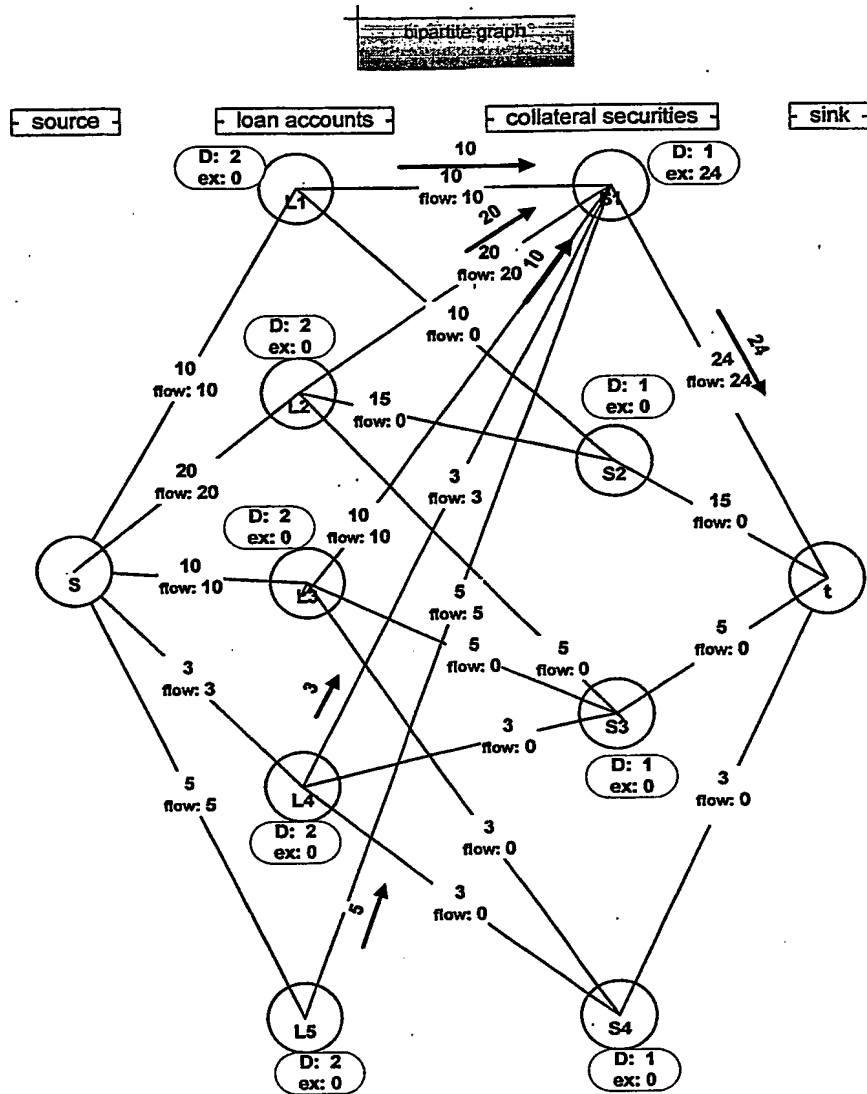 bipartite graph
source
loan accounts
collateral securities
sink
D: 2
ex: 0
L1
10
10
flow: 10
D: 1
ex: 24
S1
20
20
flow: 20
10
10
flow: 0
24
24
flow: 24
10
flow: 10
D: 2
ex: 0
L2
15
flow: 0
D: 1
ex: 0
S2
20
flow: 20
3
flow: 3
15
flow: 0
D: 2
ex: 0
10
flow: 10
S
10
flow: 10
L3
5
flow: 5
t
5
flow: 0
5
flow: 0
5
flow: 0
3
flow: 3
3
S3
3
flow: 0
D: 1
ex: 0
L4
D: 2
ex: 0
5
flow: 5
3
flow: 0
3
flow: 0
3
flow: 0
5
L5
D: 2
ex: 0
S4
D: 1
ex: 0